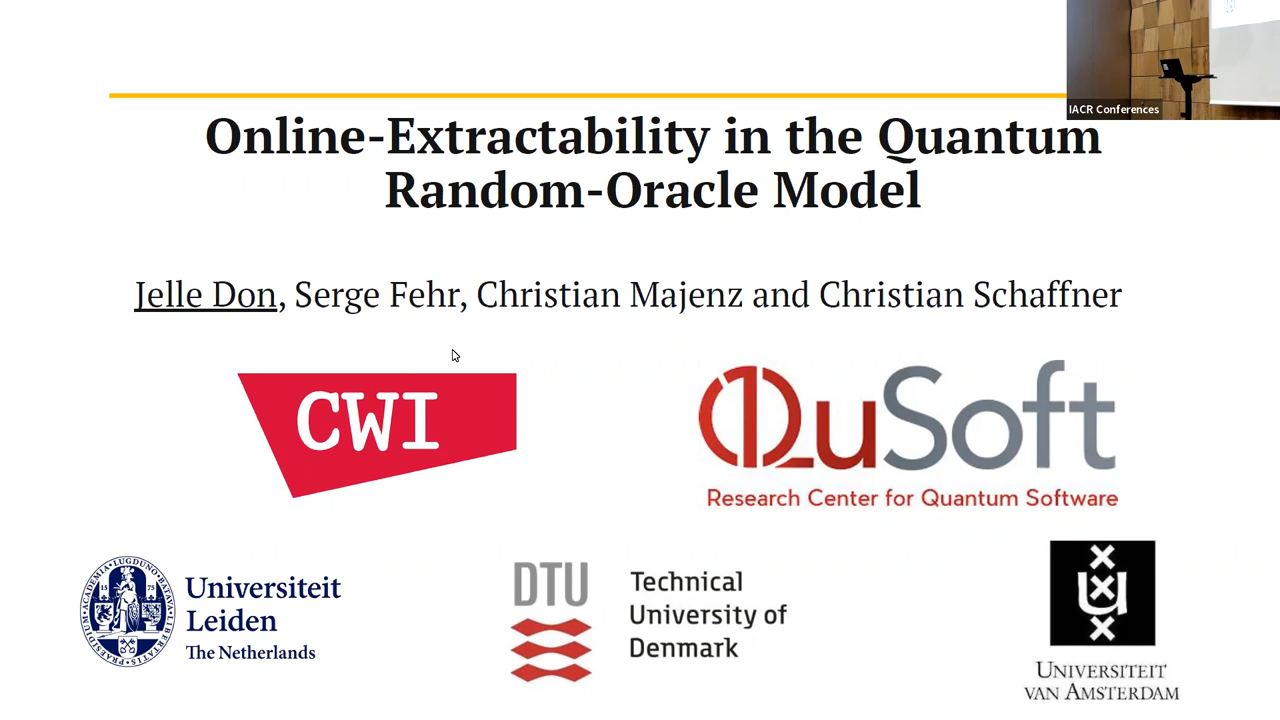 IACR Conferences
Online-Extractability in the Quantum
Random-Oracle Model
Jelle Don, Serge Fehr, Christian Majenz and Christian Schaffner
CWI
QuSoft
Research Center for Quantum Software
Universiteit
Leiden
The Netherlands
DTU
Technical
University of
Denmark
UNIVERSITEIT
VAN AMSTERDAM